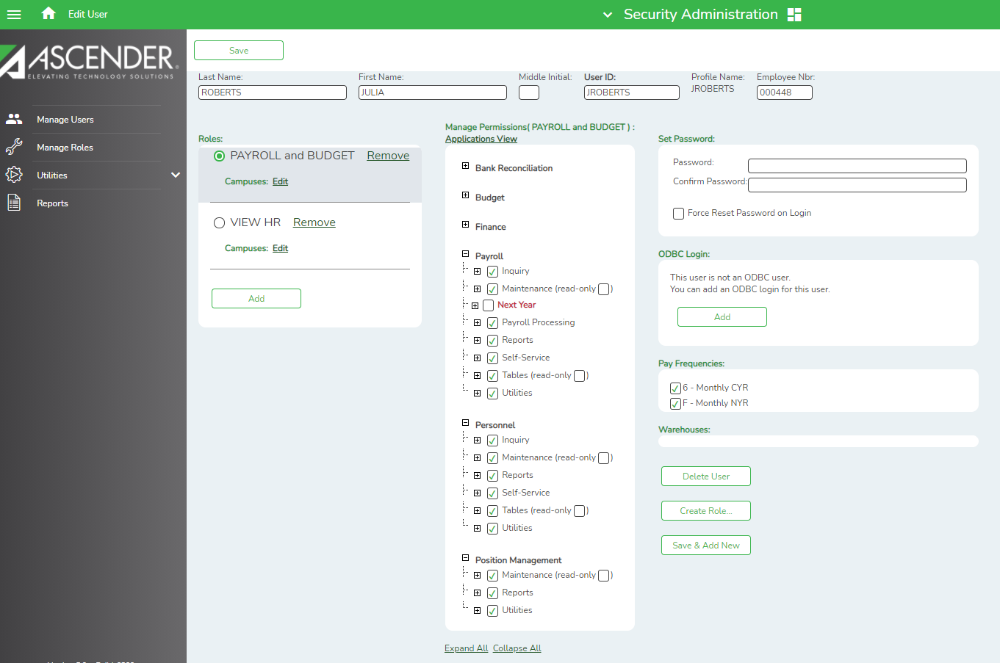 Edit User
Security Administration
ASCENDER
ELEVATING TECHNOLOGY SOLUTIONS
Manage Users
Manage Roles
Utilities
Reports
Save
Last Name:
First Name:
Middle Initial:
User ID:
Profile Name:
Employee Nbr:
ROBERTS
JULIA
JROBERTS
JROBERTS
000448
Roles:
PAYROLL and BUDGET Remove
Campuses: Edit
VIEW HR Remove
Campuses: Edit
Add
Manage Permissions( PAYROLL and BUDGET ) :
Applications View
Bank Reconciliation
Budget
Finance
Payroll
Inquiry
Maintenance (read-only )
Next Year
Payroll Processing
Reports
Self-Service
Tables (read-only )
Utilities
Personnel
Inquiry
Maintenance (read-only )
Reports
Self-Service
Tables (read-only )
Utilities
Position Management
Maintenance (read-only )
Reports
Utilities
Expand All Collapse All
Set Password:
Password:
Confirm Password:
Force Reset Password on Login
ODBC Login:
This user is not an ODBC user.
You can add an ODBC login for this user.
Add
Pay Frequencies:
6 - Monthly CYR
F - Monthly NYR
Warehouses:
Delete User
Create Role...
Save & Add New